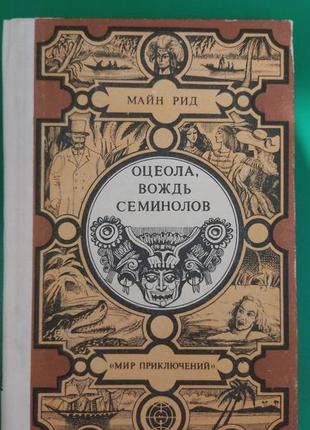 МАЙН РИД
ОЦЕОЛА,
ВОЖДЬ
СЕМИНОЛОВ
«МИР ПРИКЛЮЧЕНИЙ»